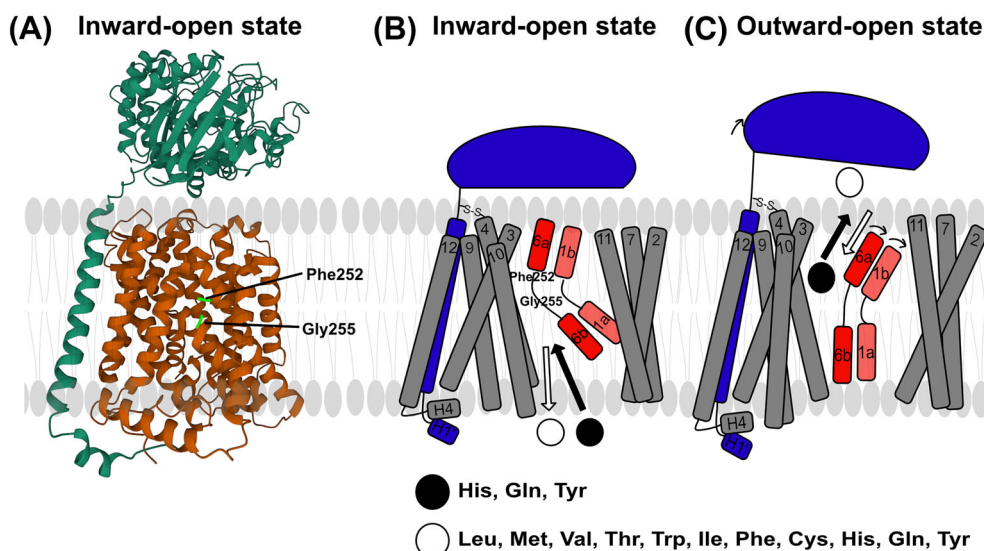 (A) Inward-open state
(B) Inward-open state
(C) Outward-open state
Phe252
Gly255
S-S
12
9
4
10
3
6a
1b
Phe252
Gly255
6b
1a
11
7
2
H4
H1
S-S
12
9
4
10
3
6a
1b
6b
1a
11
7
2
H4
H1
His, Gln, Tyr
Leu, Met, Val, Thr, Trp, Ile, Phe, Cys, His, Gln, Tyr